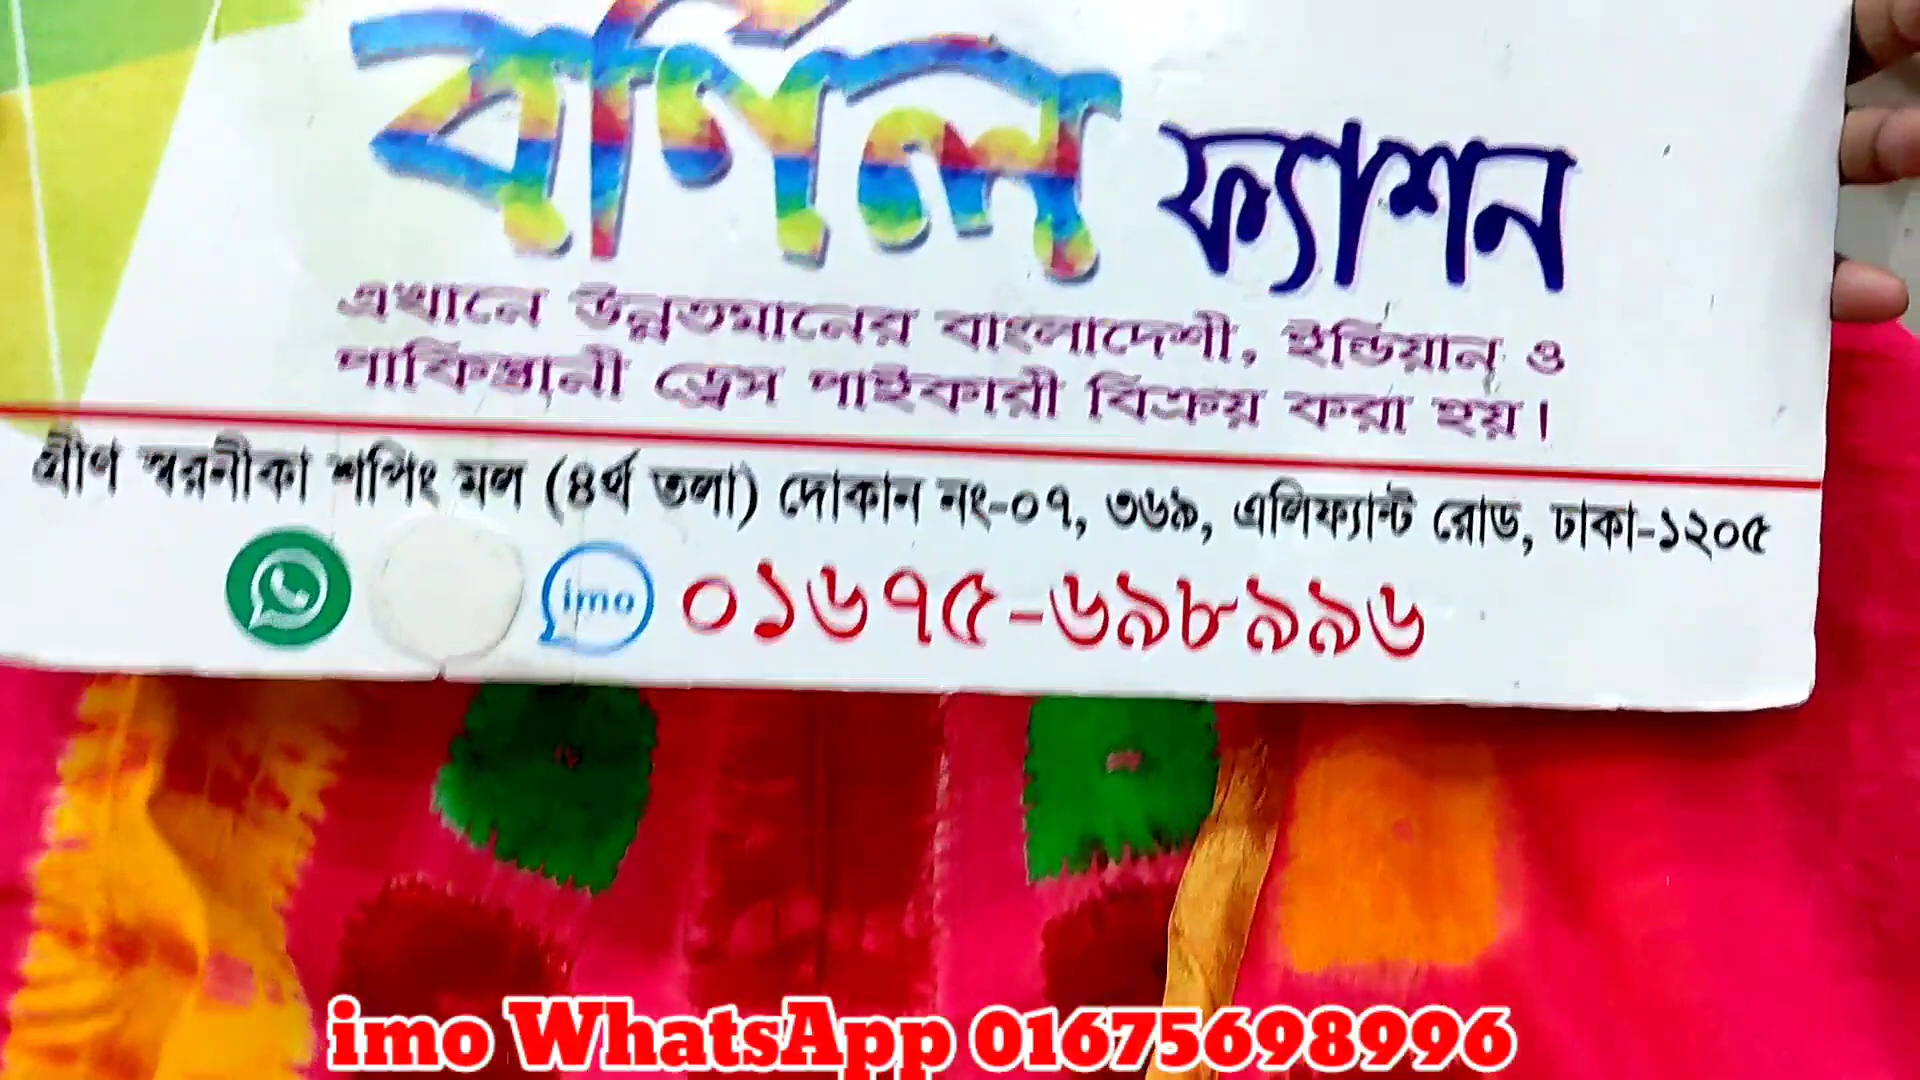 বর্ণিল ফ্যাশন
এখানে উন্নতমানের বাংলাদেশী, ইন্ডিয়ান ও
পাকিস্তানী ড্রেস পাইকারী বিক্রয় করা হয়।
গ্রীণ স্বরনীকা শপিং মল (৪র্থ তলা) দোকান নং-০৭, ৩৬৯, এলিফ্যান্ট রোড, ঢাকা-১২০৫
imo ০১৬৭৫-৬৯৮৯৯৬
imo WhatsApp 01675698996